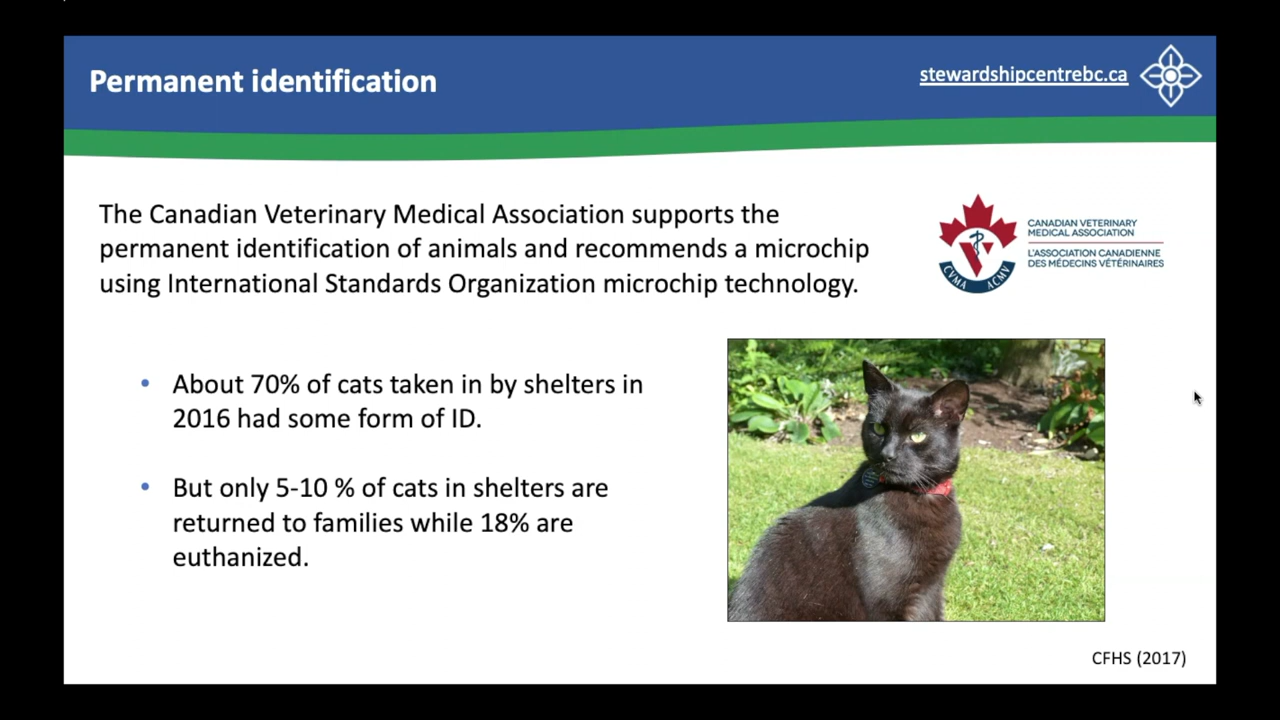 Permanent identification
stewardshipcentrebc.ca
The Canadian Veterinary Medical Association supports the
permanent identification of animals and recommends a microchip
using International Standards Organization microchip technology.
CANADIAN VETERINARY
MEDICAL ASSOCIATION
L'ASSOCIATION CANADIENNE
DES MÉDECINS VÉTÉRINAIRES
CVMA ACMV
• About 70% of cats taken in by shelters in
2016 had some form of ID.
• But only 5-10 % of cats in shelters are
returned to families while 18% are
euthanized.
CFHS (2017)